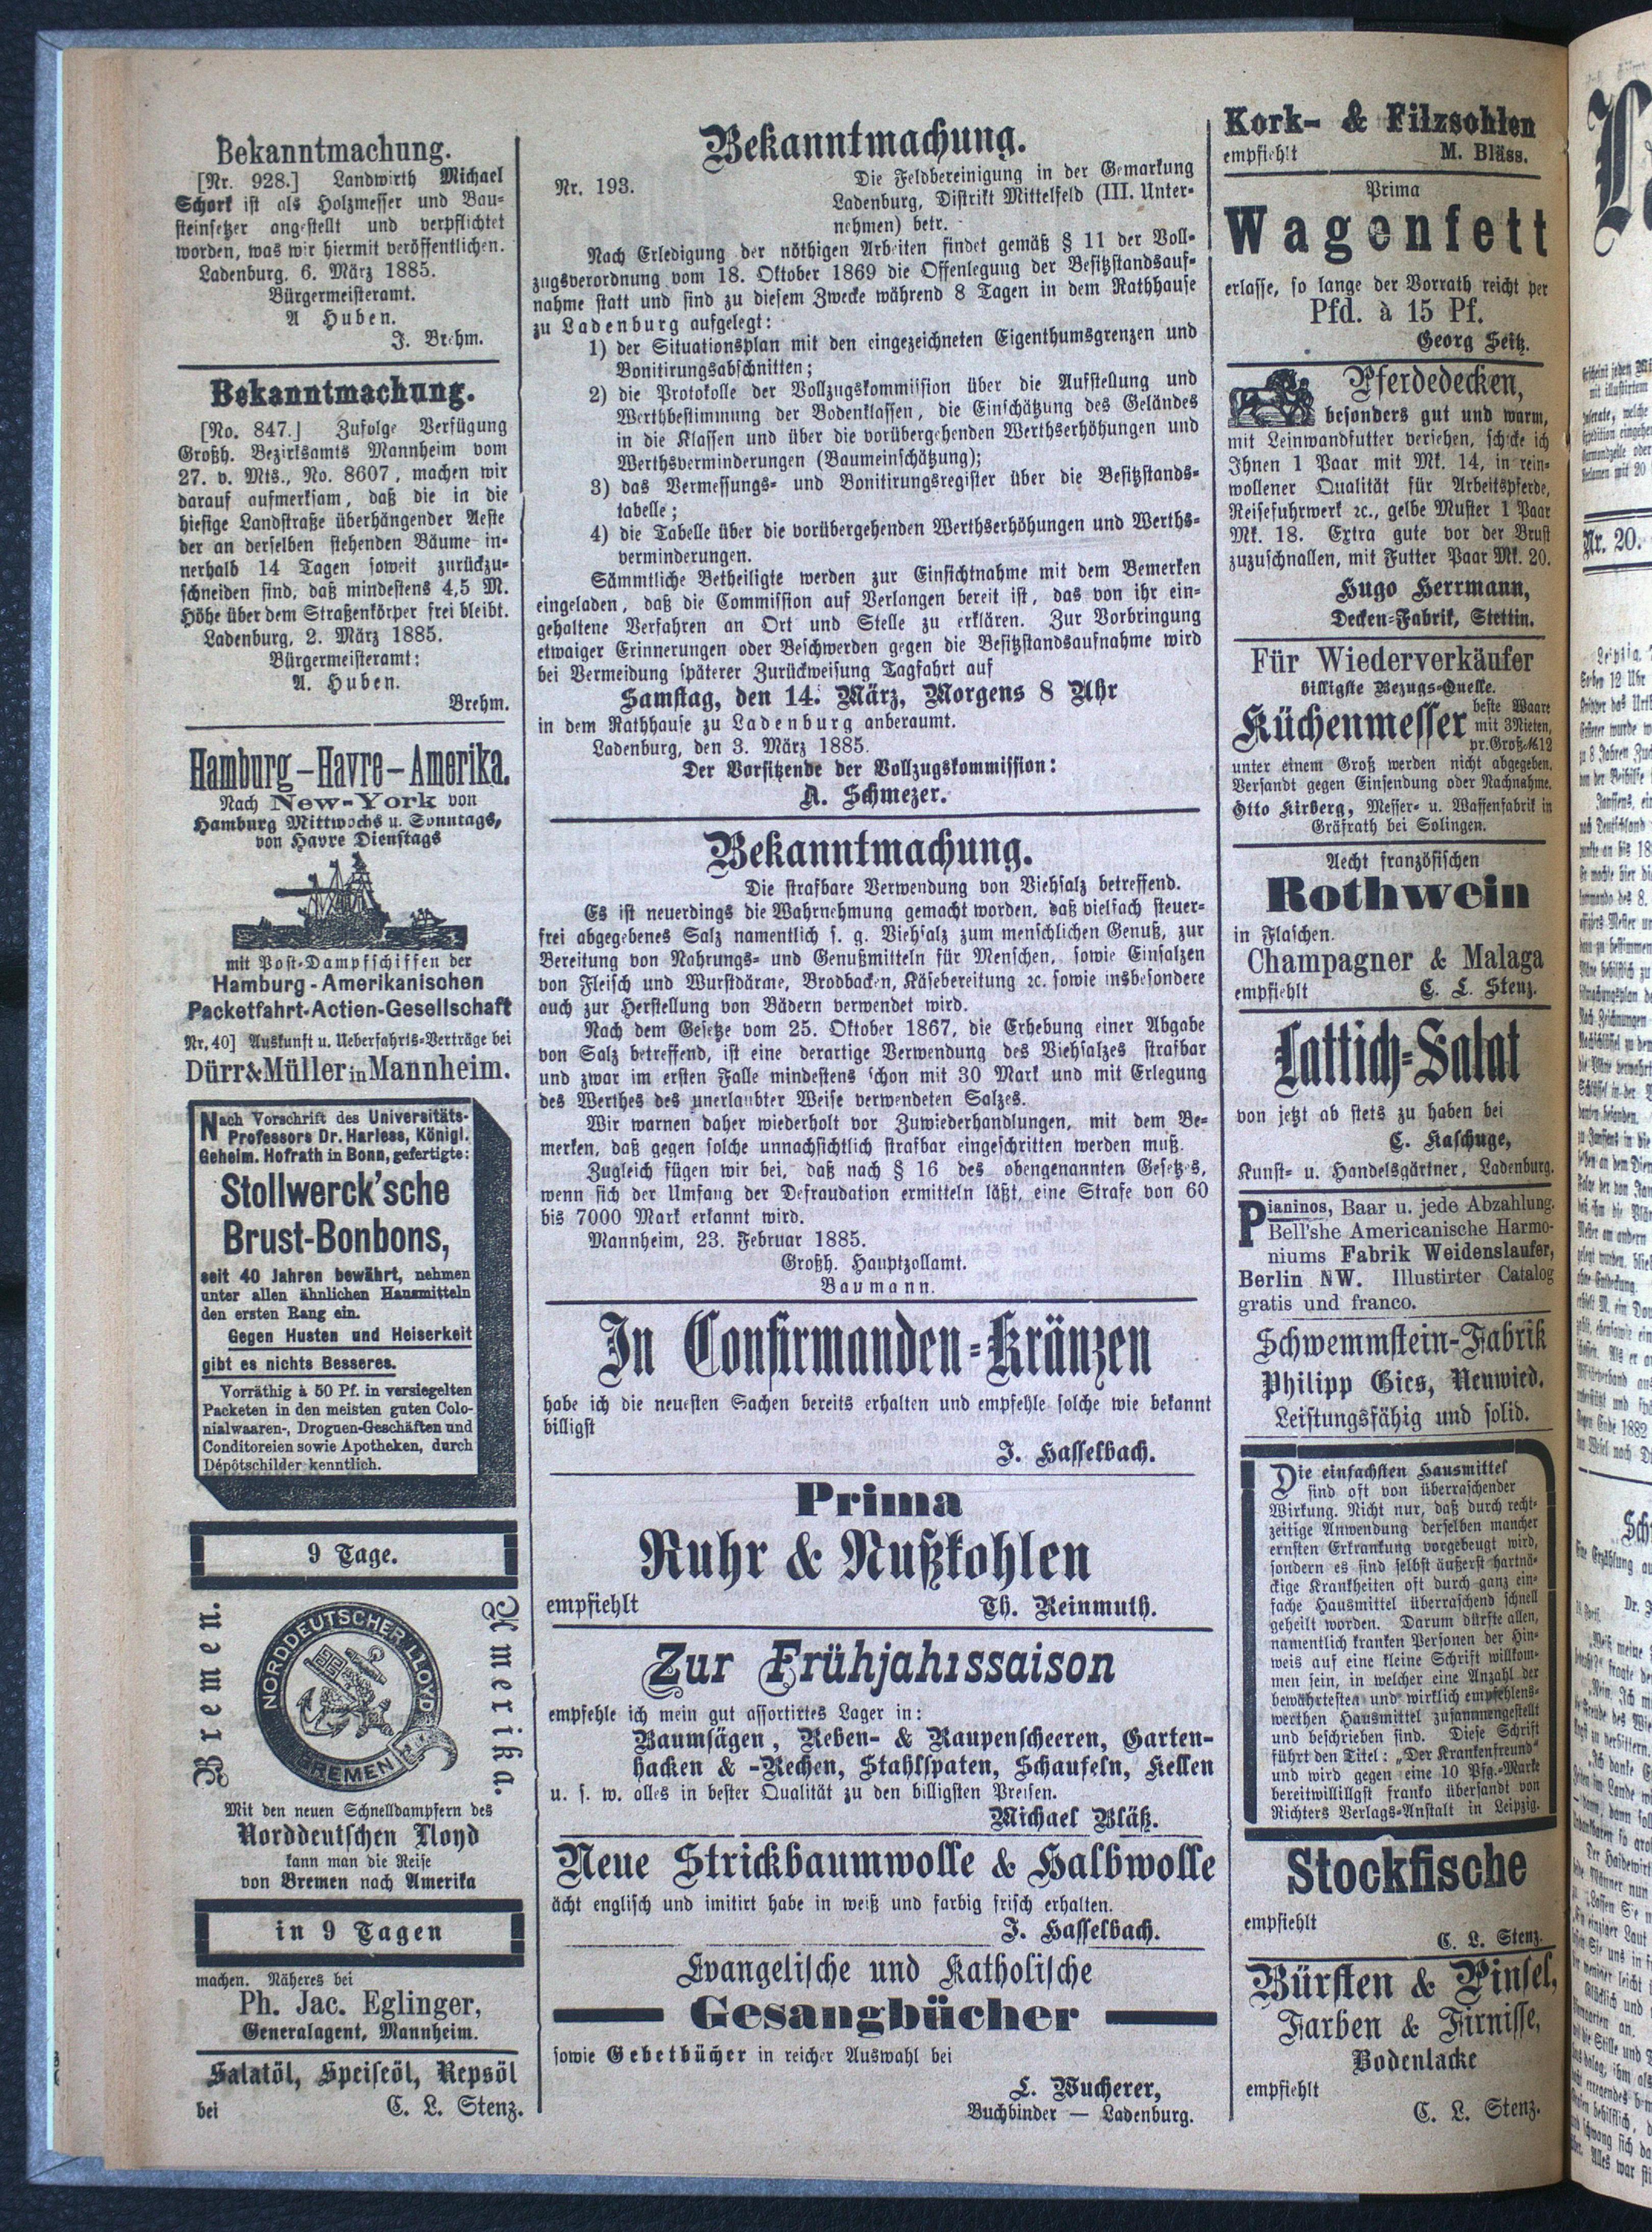 Bekanntmachung.
[Nr. 928.] Landwirth Michael
Schork ist als Holzmesser und Bau-
steinsetzer angestellt und verpflichtet
worden, was wir hiermit veröffentlichen.
Ladenburg, 6. März 1885.
Bürgermeisteramt.
A Huben.
J. Brehm.
Bekanntmachung.
[No. 847.] Zufolge Verfügung
Großh. Bezirksamts Mannheim vom
27. v. Mts., No. 8607, machen wir
darauf aufmerksam, daß die in die
hiesige Landstraße überhängender Aeste
der an derselben stehenden Bäume in-
nerhalb 14 Tagen soweit zurückzu-
schneiden sind, daß mindestens 4,5 M.
Höhe über dem Straßenkörper frei bleibt.
Ladenburg, 2. März 1885.
Bürgermeisteramt:
A. Huben.
Brehm.
Hamburg – Havre – Amerika.
Nach New-York von
Hamburg Mittwochs u. Sonntags,
von Havre Dienstags
mit Post-Dampfschiffen der
Hamburg-Amerikanischen
Packetfahrt-Actien-Gesellschaft
Nr. 40] Auskunft u. Ueberfahrts-Verträge bei
Dürr & Müller in Mannheim.
Nach Vorschrift des Universitäts-
Professors Dr. Harless, Königl.
Geheim. Hofrath in Bonn, gefertigte:
Stollwerck'sche
Brust-Bonbons,
seit 40 Jahren bewährt, nehmen
unter allen ähnlichen Hausmitteln
den ersten Rang ein.
Gegen Husten und Heiserkeit
gibt es nichts Besseres.
Vorräthig à 50 Pf. in versiegelten
Packeten in den meisten guten Colo-
nialwaaren-, Droguen-Geschäften und
Conditoreien sowie Apotheken, durch
Dépôtschilder kenntlich.
9 Tage.
Bremen.
NORDDEUTSCHER LLOYD
BREMEN
Amerika.
Mit den neuen Schnelldampfern des
Norddeutschen Lloyd
kann man die Reise
von Bremen nach Amerika
in 9 Tagen
machen. Näheres bei
Ph. Jac. Eglinger,
Generalagent, Mannheim.
Salatöl, Speiseöl, Repsöl
bei C. L. Stenz.
Bekanntmachung.
Nr. 193. Die Feldbereinigung in der Gemarkung
Ladenburg, Distrikt Mittelfeld (III. Unter-
nehmen) betr.
Nach Erledigung der nöthigen Arbeiten findet gemäß § 11 der Voll-
zugsverordnung vom 18. Oktober 1869 die Offenlegung der Besitzstandsauf-
nahme statt und sind zu diesem Zwecke während 8 Tagen in dem Rathhause
zu Ladenburg aufgelegt:
1) der Situationsplan mit den eingezeichneten Eigenthumsgrenzen und
Bonitirungsabschnitten;
2) die Protokolle der Vollzugskommission über die Aufstellung und
Werthbestimmung der Bodenklassen, die Einschätzung des Geländes
in die Klassen und über die vorübergehenden Werthserhöhungen und
Werthsverminderungen (Baumeinschätzung);
3) das Vermessungs- und Bonitirungsregister über die Besitzstands-
tabelle;
4) die Tabelle über die vorübergehenden Werthserhöhungen und Werths-
verminderungen.
Sämmtliche Betheiligte werden zur Einsichtnahme mit dem Bemerken
eingeladen, daß die Commission auf Verlangen bereit ist, das von ihr ein-
gehaltene Verfahren an Ort und Stelle zu erklären. Zur Vorbringung
etwaiger Erinnerungen oder Beschwerden gegen die Besitzstandsaufnahme wird
bei Vermeidung späterer Zurückweisung Tagfahrt auf
Samstag, den 14. März, Morgens 8 Uhr
in dem Rathhause zu Ladenburg anberaumt.
Ladenburg, den 3. März 1885.
Der Vorsitzende der Vollzugskommission:
A. Schmezer.
Bekanntmachung.
Die strafbare Verwendung von Viehsalz betreffend.
Es ist neuerdings die Wahrnehmung gemacht worden, daß vielfach steuer-
frei abgegebenes Salz namentlich s. g. Viehsalz zum menschlichen Genuß, zur
Bereitung von Nahrungs- und Genußmitteln für Menschen, sowie Einsalzen
von Fleisch und Wurstdärme, Brodbacken, Käsebereitung ꝛc. sowie insbesondere
auch zur Herstellung von Bädern verwendet wird.
Nach dem Gesetze vom 25. Oktober 1867, die Erhebung einer Abgabe
von Salz betreffend, ist eine derartige Verwendung des Viehsalzes strafbar
und zwar im ersten Falle mindestens schon mit 30 Mark und mit Erlegung
des Werthes des unerlaubter Weise verwendeten Salzes.
Wir warnen daher wiederholt vor Zuwiederhandlungen, mit dem Be-
merken, daß gegen solche unnachsichtlich strafbar eingeschritten werden muß.
Zugleich fügen wir bei, daß nach § 16 des obengenannten Gesetzes,
wenn sich der Umfang der Defraudation ermitteln läßt, eine Strafe von 60
bis 7000 Mark erkannt wird.
Mannheim, 23. Februar 1885.
Großh. Hauptzollamt.
Baumann.
In Confirmanden-Kränzen
habe ich die neuesten Sachen bereits erhalten und empfehle solche wie bekannt
billigst
J. Hasselbach.
Prima
Ruhr & Nußkohlen
empfiehlt Th. Reinmuth.
Zur Frühjahrssaison
empfehle ich mein gut assortirtes Lager in:
Baumsägen, Reben- & Raupenscheeren, Garten-
hacken & -Rechen, Stahlspaten, Schaufeln, Kellen
u. s. w. alles in bester Qualität zu den billigsten Preisen.
Michael Bläß.
Neue Strickbaumwolle & Halbwolle
ächt englisch und imitirt habe in weiß und farbig frisch erhalten.
J. Hasselbach.
Evangelische und Katholische
Gesangbücher
sowie Gebetbücher in reicher Auswahl bei
L. Wucherer,
Buchbinder — Ladenburg.
Kork- & Filzsohlen
empfiehlt M. Bläss.
Prima
Wagenfett
erlasse, so lange der Vorrath reicht per
Pfd. à 15 Pf.
Georg Seitz.
Pferdedecken,
besonders gut und warm,
mit Leinwandfutter versehen, schicke ich
Ihnen 1 Paar mit Mk. 14, in rein-
wollener Qualität für Arbeitspferde,
Reisefuhrwerk ꝛc., gelbe Muster 1 Paar
Mk. 18. Extra gute vor der Brust
zuzuschnallen, mit Futter Paar Mk. 20.
Hugo Herrmann,
Decken-Fabrik, Stettin.
Für Wiederverkäufer
billigste Bezugs-Quelle.
Küchenmesser beste Waare
mit 3 Nieten,
pr. Groß ℳ 12
unter einem Groß werden nicht abgegeben.
Versandt gegen Einsendung oder Nachnahme.
Otto Kirberg, Messer- u. Waffenfabrik in
Gräfrath bei Solingen.
Aecht französischen
Rothwein
in Flaschen.
Champagner & Malaga
empfiehlt C. L. Stenz.
Lattich-Salat
von jetzt ab stets zu haben bei
C. Kaschuge,
Kunst- u. Handelsgärtner, Ladenburg.
Pianinos, Baar u. jede Abzahlung.
Bell'she Americanische Harmo-
niums Fabrik Weidenslaufer,
Berlin NW. Illustirter Catalog
gratis und franco.
Schwemmstein-Fabrik
Philipp Gies, Neuwied.
Leistungsfähig und solid.
Die einfachsten Hausmittel
sind oft von überraschender
Wirkung. Nicht nur, daß durch recht-
zeitige Anwendung derselben mancher
ernsten Erkrankung vorgebeugt wird,
sondern es sind selbst äußerst hartnä-
ckige Krankheiten oft durch ganz ein-
fache Hausmittel überraschend schnell
geheilt worden. Darum dürfte allen,
namentlich kranken Personen der Hin-
weis auf eine kleine Schrift willkom-
men sein, in welcher eine Anzahl der
bewährtesten und wirklich empfehlens-
werthen Hausmittel zusammengestellt
und beschrieben sind. Diese Schrift
führt den Titel: „Der Krankenfreund“
und wird gegen eine 10 Pfg.-Marke
bereitwilligst franko übersandt von
Richters Verlags-Anstalt in Leipzig.
Stockfische
empfiehlt
C. L. Stenz.
Bürsten & Pinsel,
Farben & Firnisse,
Bodenlacke
empfiehlt
C. L. Stenz.
Nr. 20.